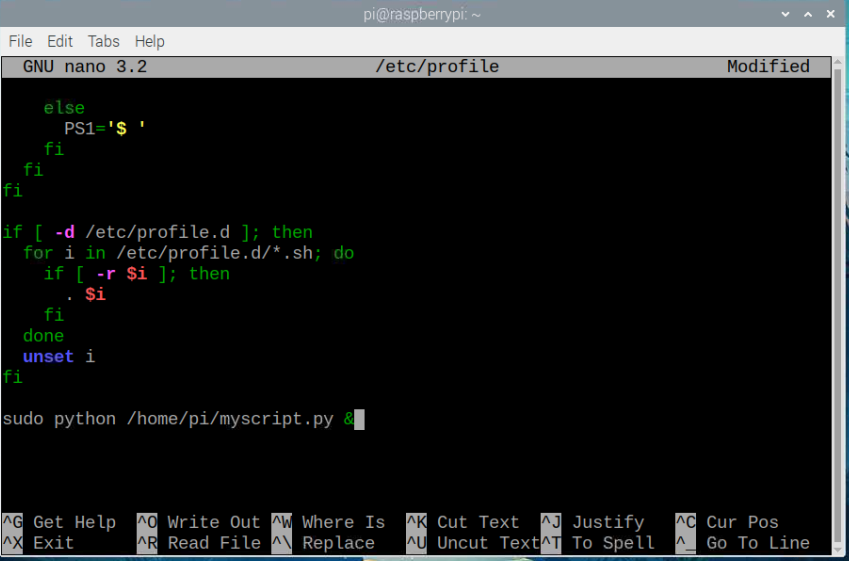 pi@raspberrypi: ~
File Edit Tabs Help
GNU nano 3.2 /etc/profile Modified
    else
      PS1='$ '
    fi
  fi
fi
if [ -d /etc/profile.d ]; then
  for i in /etc/profile.d/*.sh; do
    if [ -r $i ]; then
      . $i
    fi
  done
  unset i
fi
sudo python /home/pi/myscript.py &
^G Get Help ^O Write Out ^W Where Is ^K Cut Text ^J Justify ^C Cur Pos
^X Exit ^R Read File ^\ Replace ^U Uncut Text ^T To Spell ^_ Go To Line